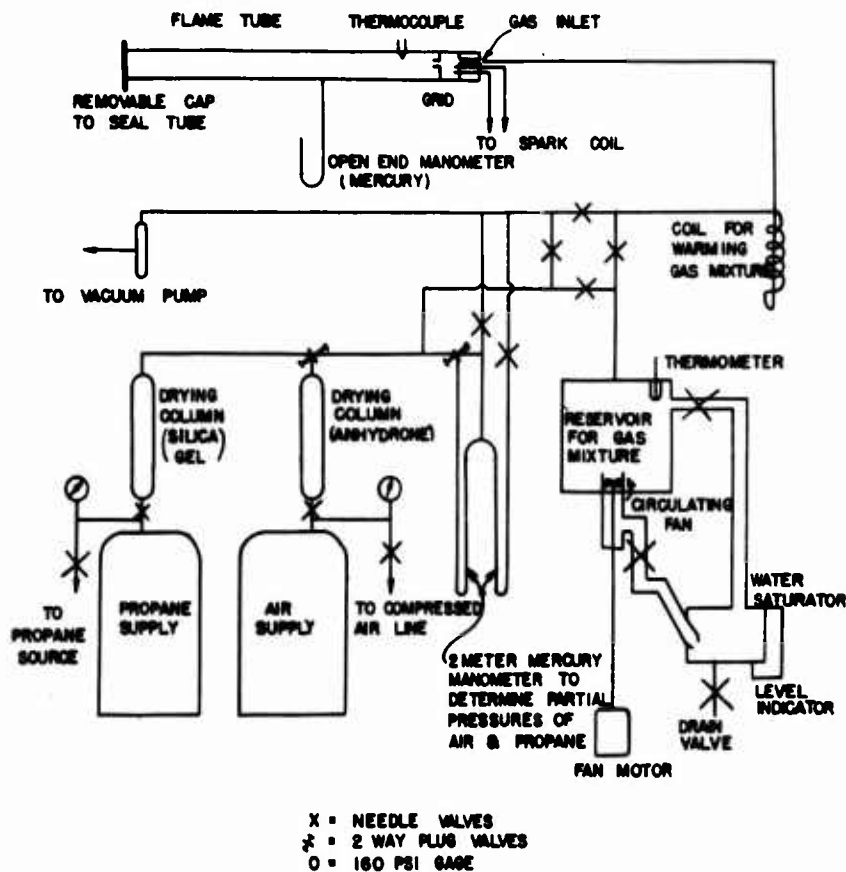 FLAME TUBE
THERMOCOUPLE
GAS INLET
REMOVABLE CAP
TO SEAL TUBE
GRID
TO SPARK COIL
OPEN END MANOMETER
(MERCURY)
COIL FOR
WARMING
GAS MIXTURE
TO VACUUM PUMP
THERMOMETER
DRYING
COLUMN
(SILICA)
GEL
DRYING
COLUMN
(ANHYDRONE)
RESERVOIR
FOR GAS
MIXTURE
CIRCULATING
FAN
WATER
SATURATOR
TO
PROPANE
SOURCE
PROPANE
SUPPLY
AIR
SUPPLY
TO COMPRESSED
AIR LINE
2 METER MERCURY
MANOMETER TO
DETERMINE PARTIAL
PRESSURES OF
AIR & PROPANE
LEVEL
INDICATOR
DRAIN
VALVE
FAN MOTOR
X = NEEDLE VALVES
= 2 WAY PLUG VALVES
O = 160 PSI GAGE